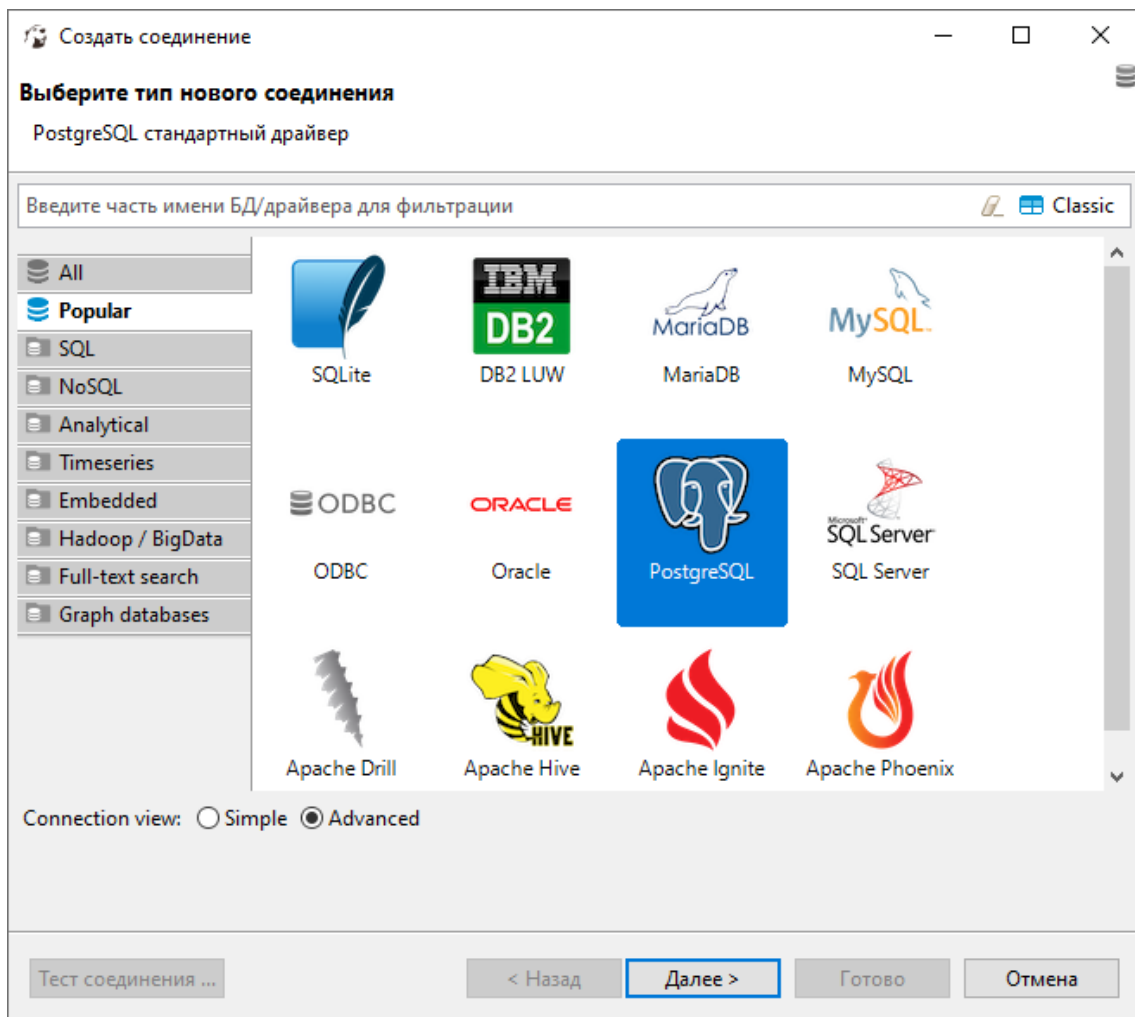 Создать соединение
Выберите тип нового соединения
PostgreSQL стандартный драйвер
Введите часть имени БД/драйвера для фильтрации
Classic
All
Popular
SQL
NoSQL
Analytical
Timeseries
Embedded
Hadoop / BigData
Full-text search
Graph databases
IBM
DB2
MariaDB
MySQL
SQLite
DB2 LUW
MariaDB
MySQL
ODBC
ORACLE
Microsoft
SQL Server
ODBC
Oracle
PostgreSQL
SQL Server
HIVE
Apache Drill
Apache Hive
Apache Ignite
Apache Phoenix
Connection view:
Simple
Advanced
Тест соединения ...
< Назад
Далее >
Готово
Отмена